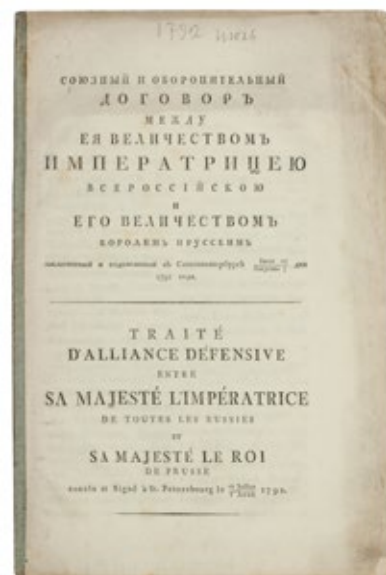 1792
СОЮЗНЫЙ И ОБОРОНИТЕЛЬНЫЙ
ДОГОВОРЪ
МЕЖДУ
ЕЯ ВЕЛИЧЕСТВОМЪ
ИМПЕРАТРИЦЕЮ
ВСЕРОССІЙСКОЮ
И
ЕГО ВЕЛИЧЕСТВОМЪ
КОРОЛЕМЪ ПРУССКИМЪ
заключенный и подписанный въ Санктпетербургѣ дня
1792 года.
TRAITÉ
D'ALLIANCE DÉFENSIVE
ENTRE
SA MAJESTÉ L'IMPÉRATRICE
DE TOUTES LES RUSSIES
ET
SA MAJESTÉ LE ROI
DE PRUSSE
conclu et Signé à St. Petersbourg le 1792.